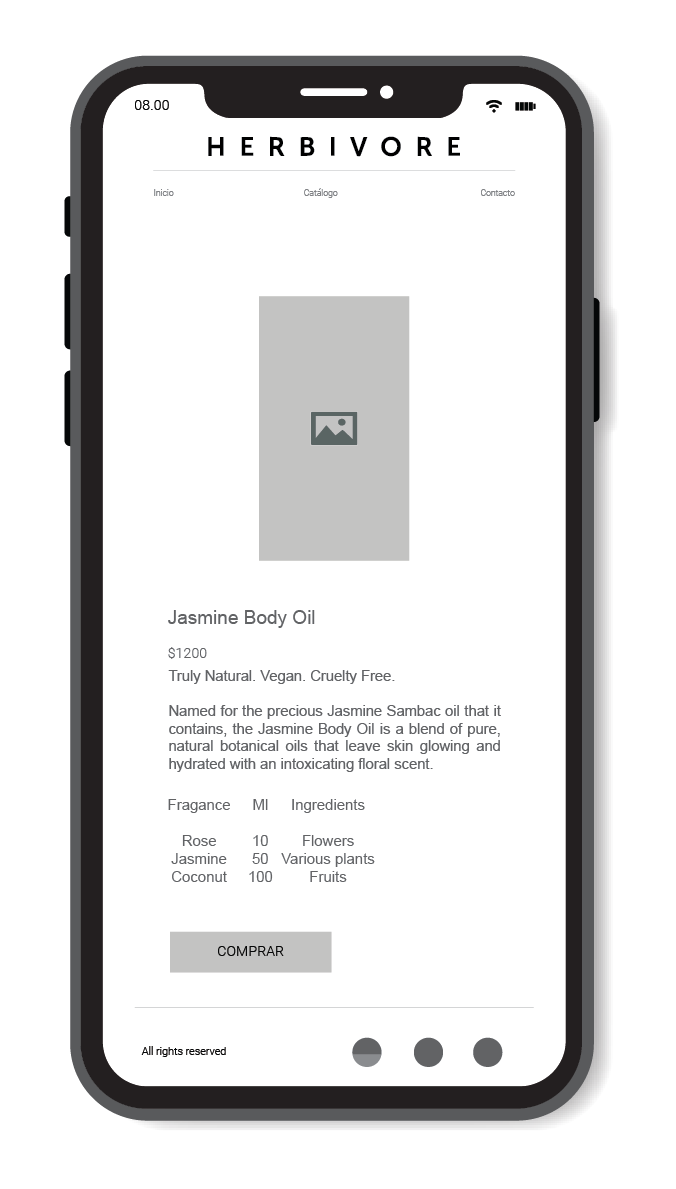 08.00
HERBIVORE
Inicio Catálogo Contacto
Jasmine Body Oil
$1200
Truly Natural. Vegan. Cruelty Free.
Named for the precious Jasmine Sambac oil that it
contains, the Jasmine Body Oil is a blend of pure,
natural botanical oils that leave skin glowing and
hydrated with an intoxicating floral scent.
Fragance Ml Ingredients
Rose 10 Flowers
Jasmine 50 Various plants
Coconut 100 Fruits
COMPRAR
All rights reserved